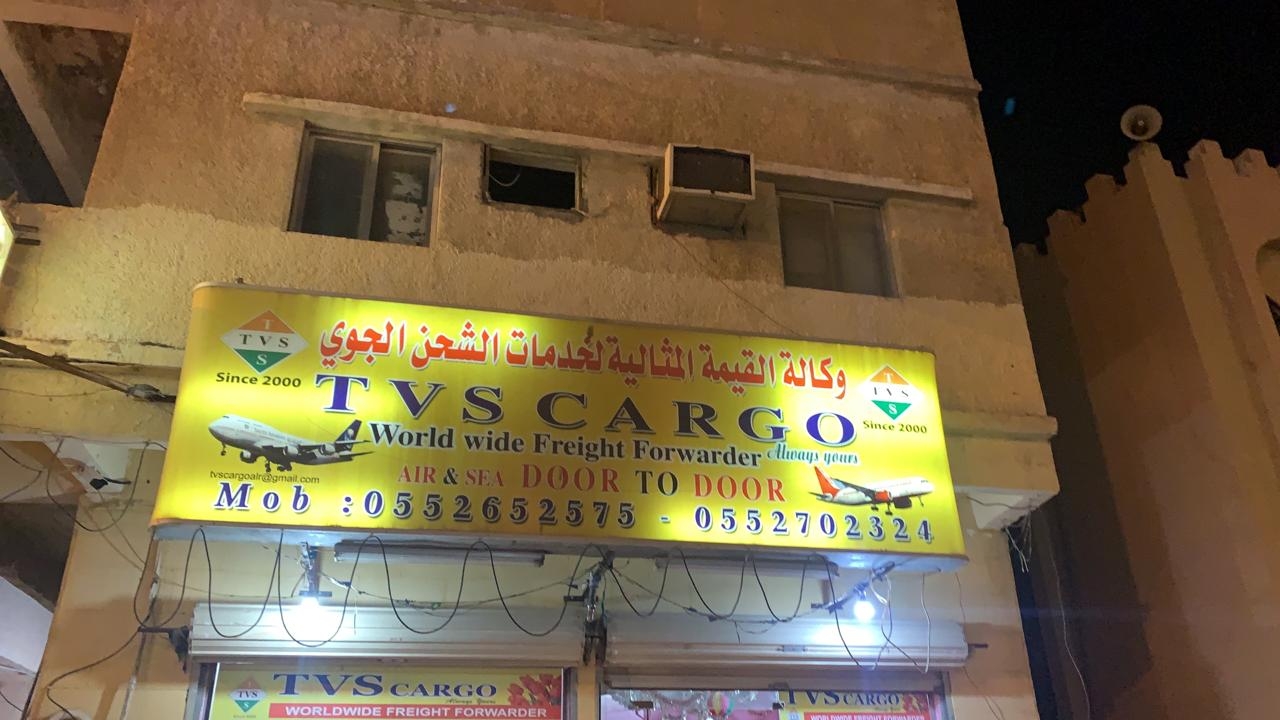 وكالة القيمة المثالية لخدمات الشحن الجوي
T
T V S
S
Since 2000
TVS CARGO
T
T V S
S
Since 2000
World wide Freight Forwarder Always yours
tvscargoalr@gmail.com
AIR & SEA DOOR TO DOOR
Mob :0552652575 - 0552702324
TVS
S
TVS CARGO
Always Yours
WORLDWIDE FREIGHT FORWARDER
TVS CARGO
WORLDWIDE FREIGHT FORWARDER